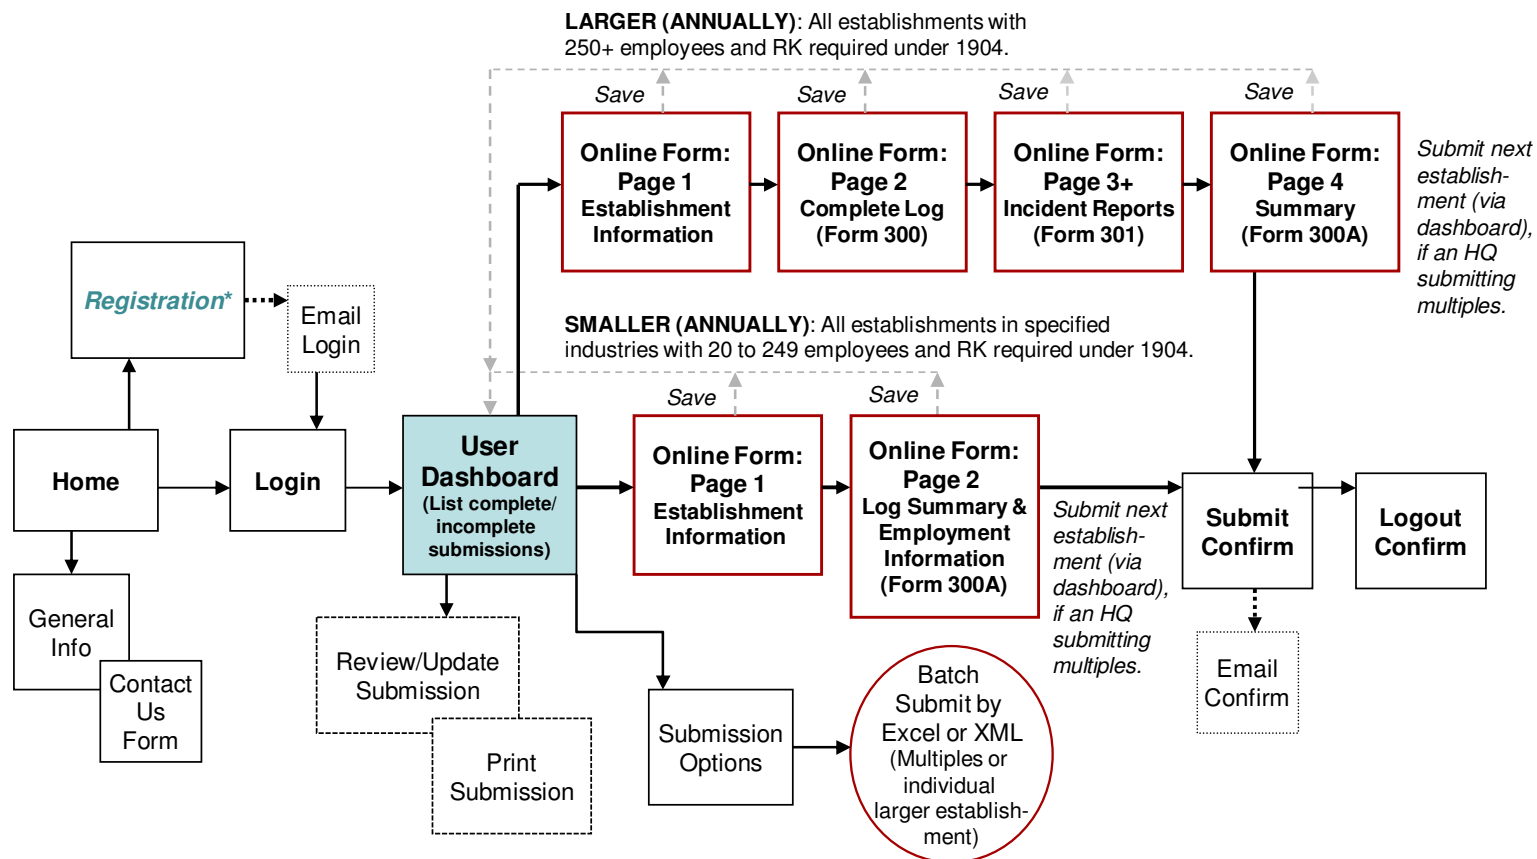 LARGER (ANNUALLY): All establishments with
250+ employees and RK required under 1904.
Save
Save
Save
Save
Online Form:
Page 1
Establishment
Information
Online Form:
Page 2
Complete Log
(Form 300)
Online Form:
Page 3+
Incident Reports
(Form 301)
Online Form:
Page 4
Summary
(Form 300A)
Submit next
establish-
ment (via
dashboard),
if an HQ
submitting
multiples.
Registration*
Email
Login
SMALLER (ANNUALLY): All establishments in specified
industries with 20 to 249 employees and RK required under 1904.
Save
Save
Home
Login
User
Dashboard
(List complete/
incomplete
submissions)
Online Form:
Page 1
Establishment
Information
Online Form:
Page 2
Log Summary &
Employment
Information
(Form 300A)
Submit next
establish-
ment (via
dashboard),
if an HQ
submitting
multiples.
Submit
Confirm
Logout
Confirm
General
Info
Contact
Us
Form
Review/Update
Submission
Print
Submission
Submission
Options
Batch
Submit by
Excel or XML
(Multiples or
individual
larger establish-
ment)
Email
Confirm